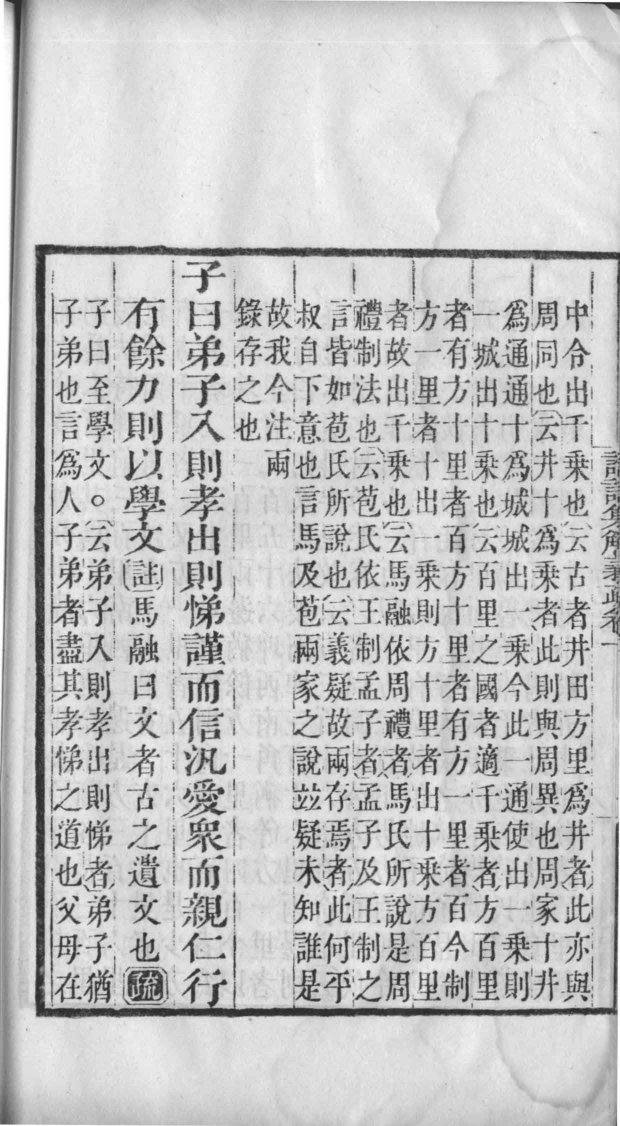 論語集解義疏卷一
中令出千乘也云古者井田方里爲井者此亦與
周同也云井十爲乘者此則與周異也周家十井
爲通通十爲城城出一乘今此一通使出一乘則
一城出十乘也云百里之國者適千乘者方百里
者有方十里者百方十里者有方一里者百今制
方一里者十出一乘則方十里者出十乘方百里
者故出千乘也云馬融依周禮者馬氏所說是周
禮制法也云苞氏依王制孟子者孟子及王制之
言皆如苞氏所說也云義疑故兩存焉者此何平
叔自下意也言馬及苞兩家之說竝疑未知誰是
故我今注兩
錄存之也
子曰弟子入則孝出則悌謹而信汎愛衆而親仁行
有餘力則以學文註馬融曰文者古之遺文也疏
子曰至學文。云弟子入則孝出則悌者弟子猶
子弟也言爲人子弟者盡其孝悌之道也父母在